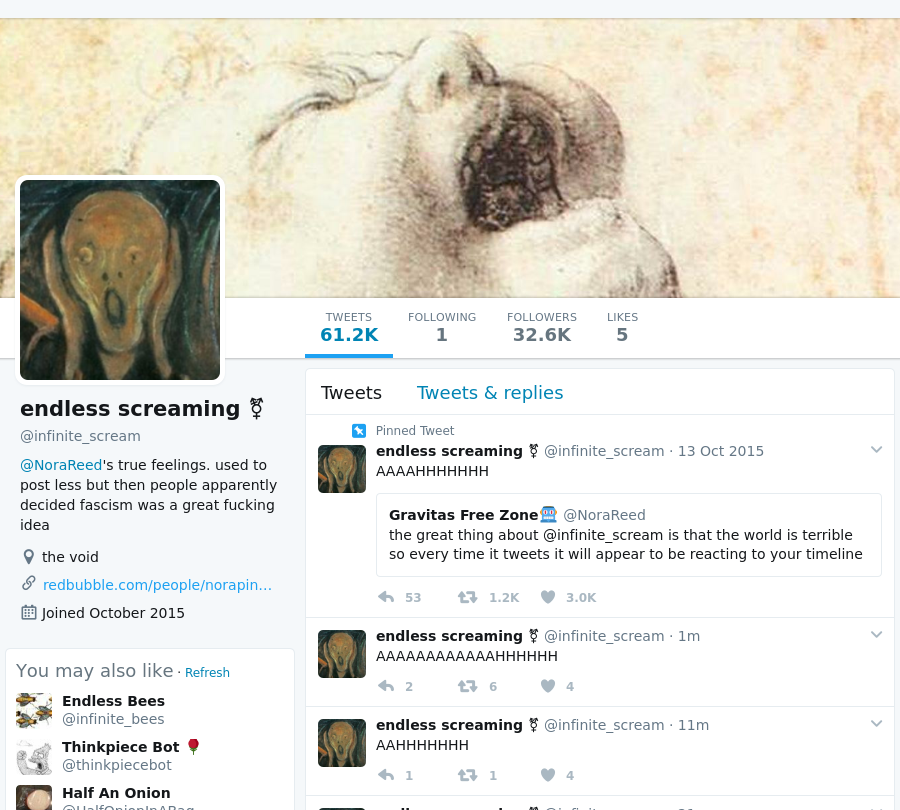 TWEETS
61.2K
FOLLOWING
1
FOLLOWERS
32.6K
LIKES
5
endless screaming ⚧
@infinite_scream
@NoraReed's true feelings. used to
post less but then people apparently
decided fascism was a great fucking
idea
the void
redbubble.com/people/norapin…
Joined October 2015
You may also like · Refresh
Endless Bees
@infinite_bees
Thinkpiece Bot 🌹
@thinkpiecebot
Half An Onion
@HalfOnionInABag
Tweets Tweets & replies
Pinned Tweet
endless screaming ⚧ @infinite_scream · 13 Oct 2015
AAAAHHHHHHH
Gravitas Free Zone @NoraReed
the great thing about @infinite_scream is that the world is terrible
so every time it tweets it will appear to be reacting to your timeline
53 1.2K 3.0K
endless screaming ⚧ @infinite_scream · 1m
AAAAAAAAAAAAHHHHHH
2 6 4
endless screaming ⚧ @infinite_scream · 11m
AAHHHHHHH
1 1 4